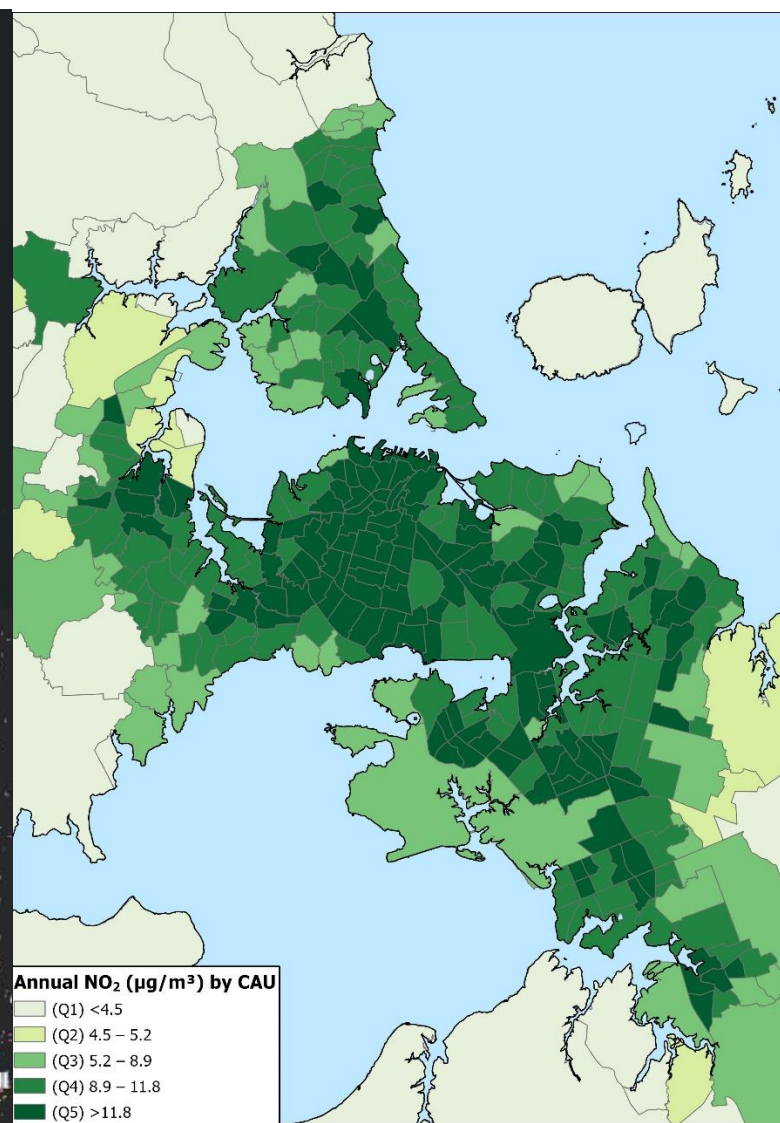 Annual NO₂ (µg/m³) by CAU
(Q1) <4.5
(Q2) 4.5 – 5.2
(Q3) 5.2 – 8.9
(Q4) 8.9 – 11.8
(Q5) >11.8